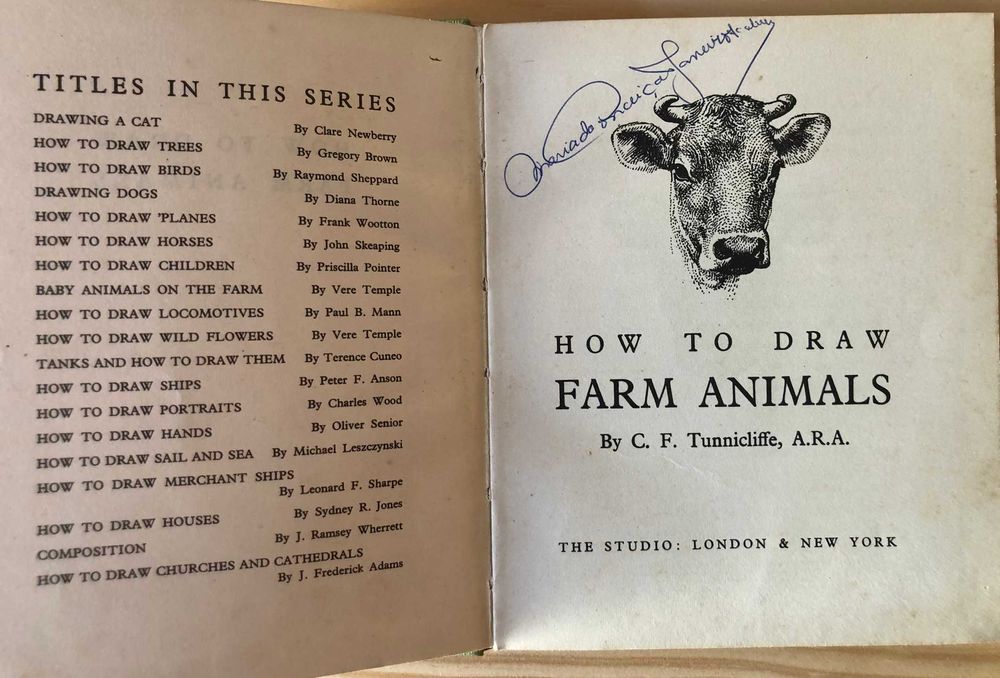 TITLES IN THIS SERIES
DRAWING A CAT
By Clare Newberry
HOW TO DRAW TREES
By Gregory Brown
HOW TO DRAW BIRDS
By Raymond Sheppard
DRAWING DOGS
By Diana Thorne
HOW TO DRAW 'PLANES
By Frank Wootton
HOW TO DRAW HORSES
By John Skeaping
HOW TO DRAW CHILDREN By Priscilla Pointer
BABY ANIMALS ON THE FARM By Vere Temple
HOW TO DRAW LOCOMOTIVES By Paul B. Mann
HOW TO DRAW WILD FLOWERS By Vere Temple
TANKS AND HOW TO DRAW THEM By Terence Cuneo
HOW TO DRAW SHIPS By Peter F. Anson
HOW TO DRAW PORTRAITS By Charles Wood
HOW TO DRAW HANDS By Oliver Senior
HOW TO DRAW SAIL AND SEA By Michael Leszczynski
HOW TO DRAW MERCHANT SHIPS
By Leonard F. Sharpe
HOW TO DRAW HOUSES By Sydney R. Jones
COMPOSITION By J. Ramsey Wherrett
HOW TO DRAW CHURCHES AND CATHEDRALS
By J. Frederick Adams
Maria da
HOW TO DRAW
FARM ANIMALS
By C. F. Tunnicliffe, A.R.A.
THE STUDIO: LONDON & NEW YORK